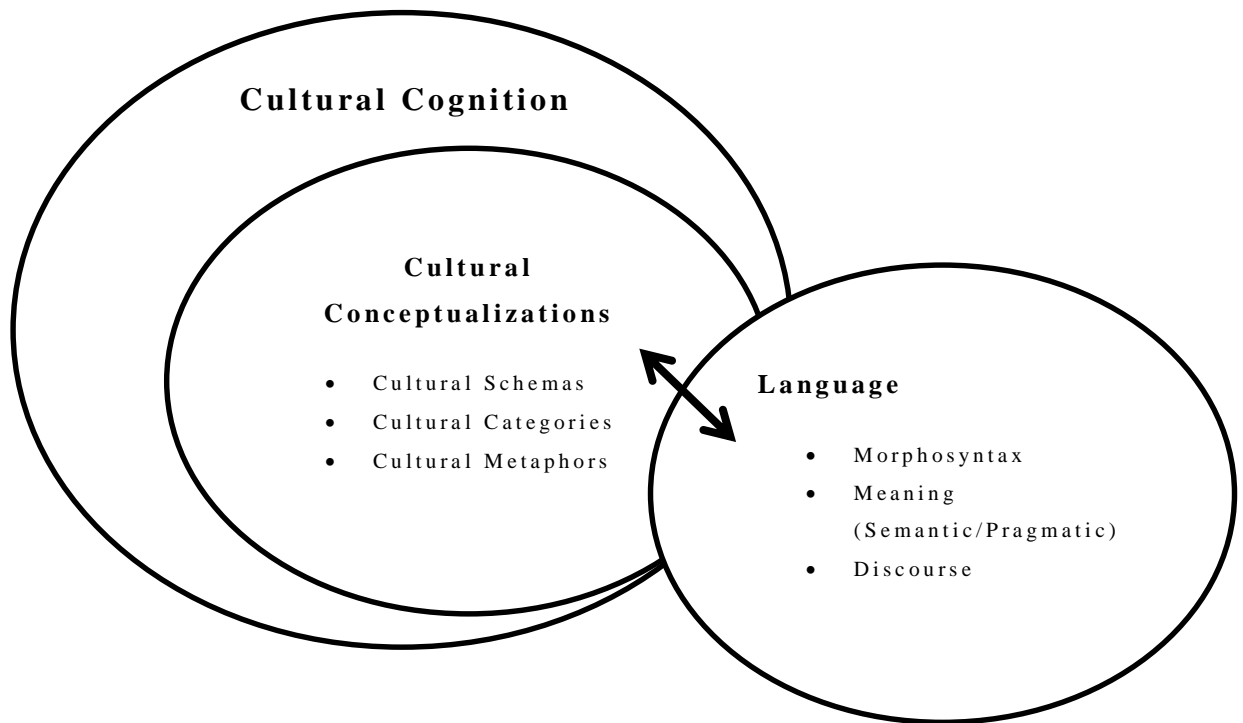 Cultural Cognition
Cultural
Conceptualizations
• Cultural Schemas
• Cultural Categories
• Cultural Metaphors
Language
• Morphosyntax
• Meaning
(Semantic/Pragmatic)
• Discourse